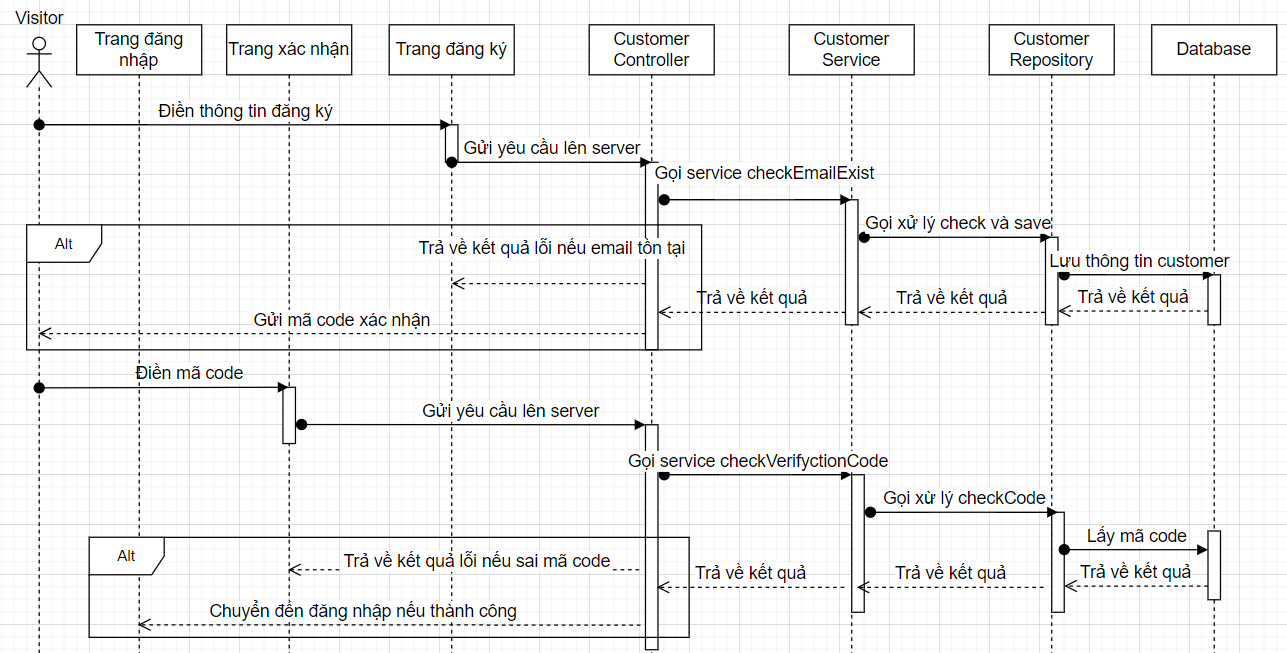 Visitor
Trang đăng
nhập
Trang xác nhận
Trang đăng ký
Customer
Controller
Customer
Service
Customer
Repository
Database
Điền thông tin đăng ký
Gửi yêu cầu lên server
Gọi service checkEmailExist
Gọi xử lý check và save
Alt
Trả về kết quả lỗi nếu email tồn tại
Lưu thông tin customer
Trả về kết quả
Trả về kết quả
Trả về kết quả
Gửi mã code xác nhận
Điền mã code
Gửi yêu cầu lên server
Gọi service checkVerifyctionCode
Gọi xử lý checkCode
Lấy mã code
Alt
Trả về kết quả lỗi nếu sai mã code
Trả về kết quả
Trả về kết quả
Trả về kết quả
Chuyển đến đăng nhập nếu thành công